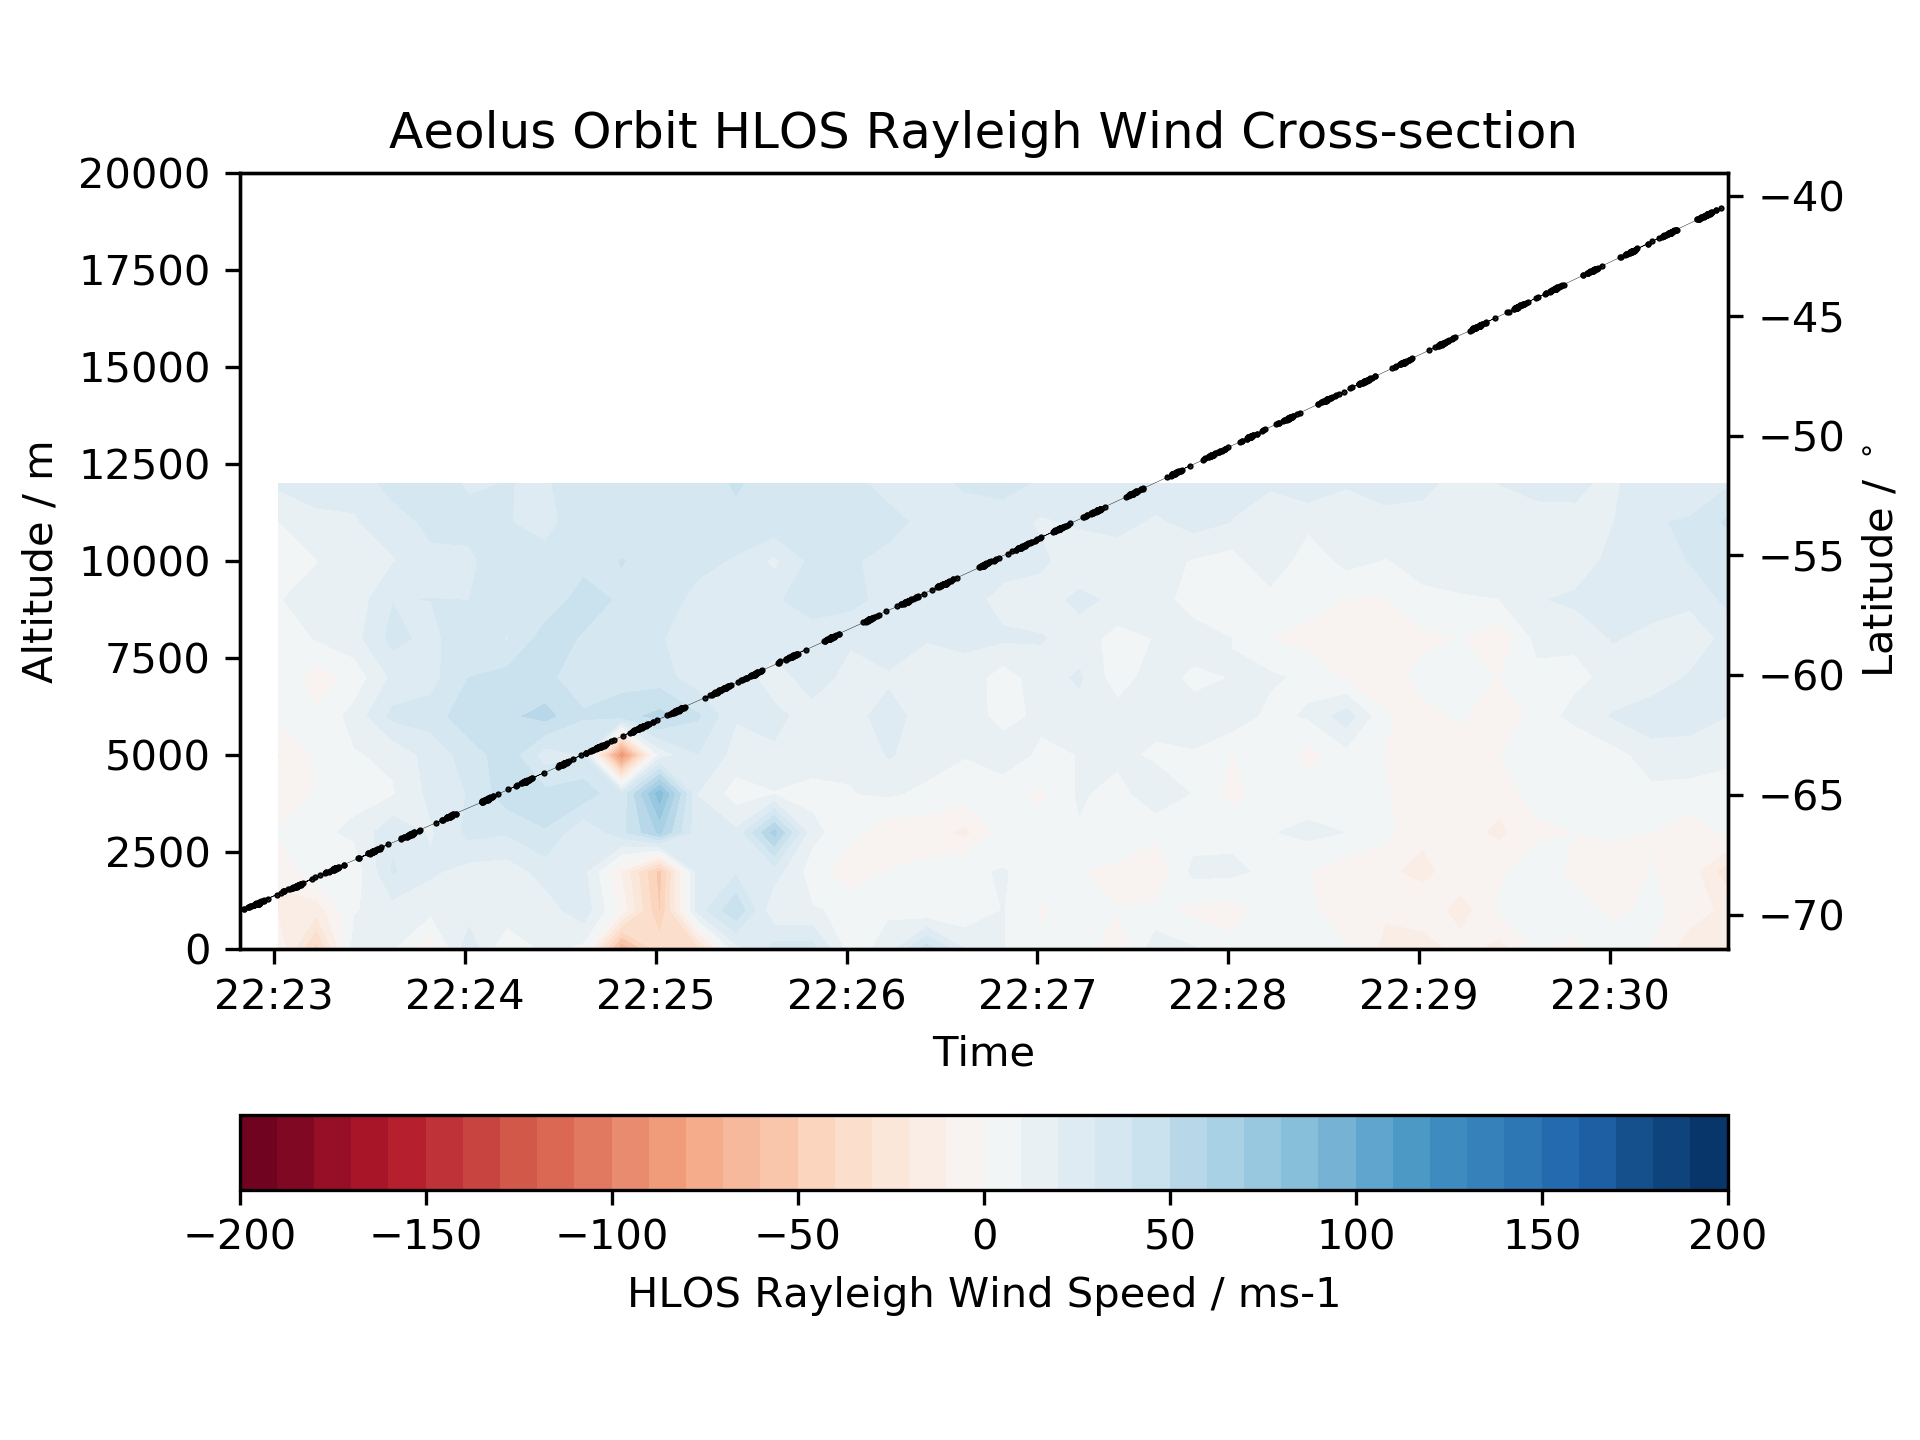 Aeolus Orbit HLOS Rayleigh Wind Cross-section
20000
17500
15000
12500
10000
7500
5000
2500
0
Altitude / m
−40
−45
−50
−55
−60
−65
−70
Latitude / °
22:23 22:24 22:25 22:26 22:27 22:28 22:29 22:30
Time
−200 −150 −100 −50 0 50 100 150 200
HLOS Rayleigh Wind Speed / ms-1